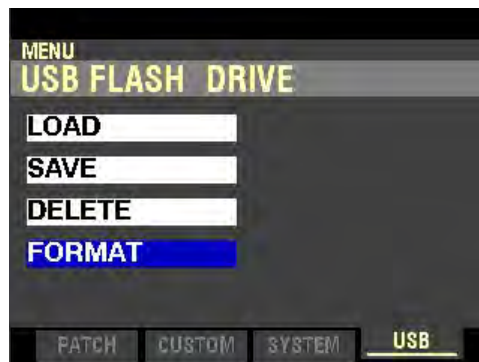 MENU
USB FLASH DRIVE
LOAD
SAVE
DELETE
FORMAT
PATCH CUSTOM SYSTEM USB